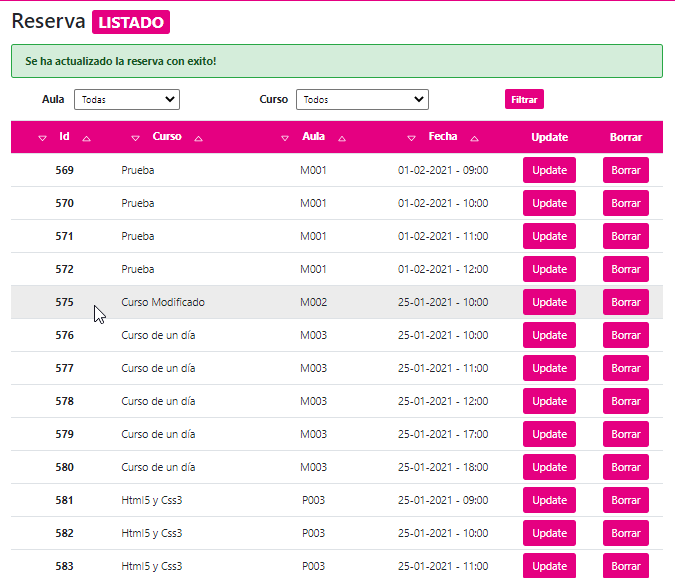 Reserva LISTADO
Se ha actualizado la reserva con exito!
Aula Todas Curso Todos Filtrar
Id Curso Aula Fecha Update Borrar
569 Prueba M001 01-02-2021 - 09:00 Update Borrar
570 Prueba M001 01-02-2021 - 10:00 Update Borrar
571 Prueba M001 01-02-2021 - 11:00 Update Borrar
572 Prueba M001 01-02-2021 - 12:00 Update Borrar
575 Curso Modificado M002 25-01-2021 - 10:00 Update Borrar
576 Curso de un día M003 25-01-2021 - 10:00 Update Borrar
577 Curso de un día M003 25-01-2021 - 11:00 Update Borrar
578 Curso de un día M003 25-01-2021 - 12:00 Update Borrar
579 Curso de un día M003 25-01-2021 - 17:00 Update Borrar
580 Curso de un día M003 25-01-2021 - 18:00 Update Borrar
581 Html5 y Css3 P003 25-01-2021 - 09:00 Update Borrar
582 Html5 y Css3 P003 25-01-2021 - 10:00 Update Borrar
583 Html5 y Css3 P003 25-01-2021 - 11:00 Update Borrar